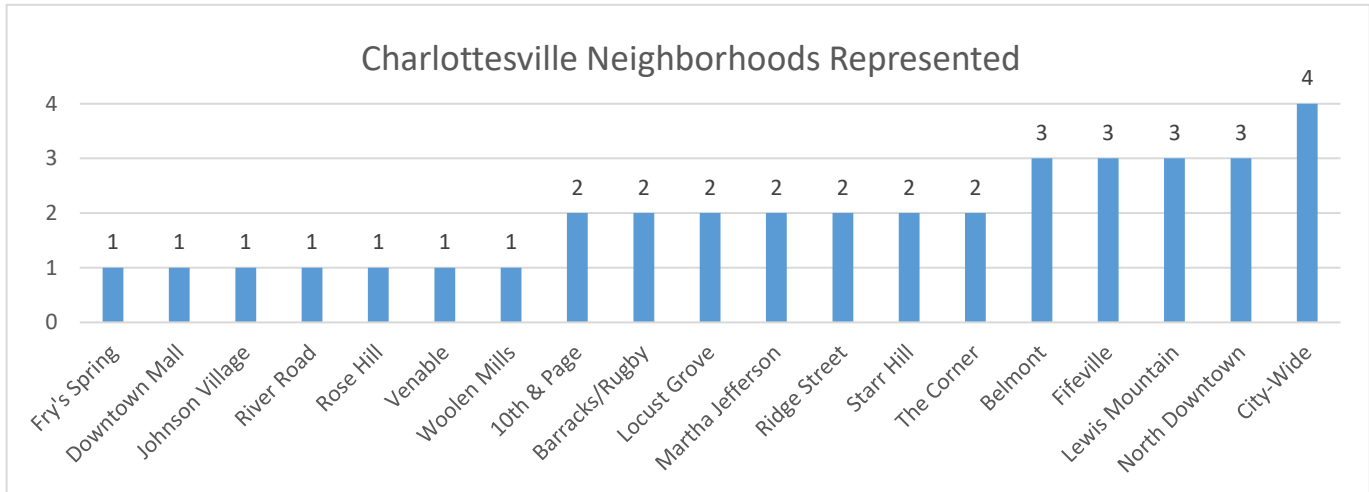 Charlottesville Neighborhoods Represented
4
3
2
1
0
1
1
1
1
1
1
1
2
2
2
2
2
2
2
3
3
3
3
4
Fry's Spring
Downtown Mall
Johnson Village
River Road
Rose Hill
Venable
Woolen Mills
10th & Page
Barracks/Rugby
Locust Grove
Martha Jefferson
Ridge Street
Starr Hill
The Corner
Belmont
Fifeville
Lewis Mountain
North Downtown
City-Wide